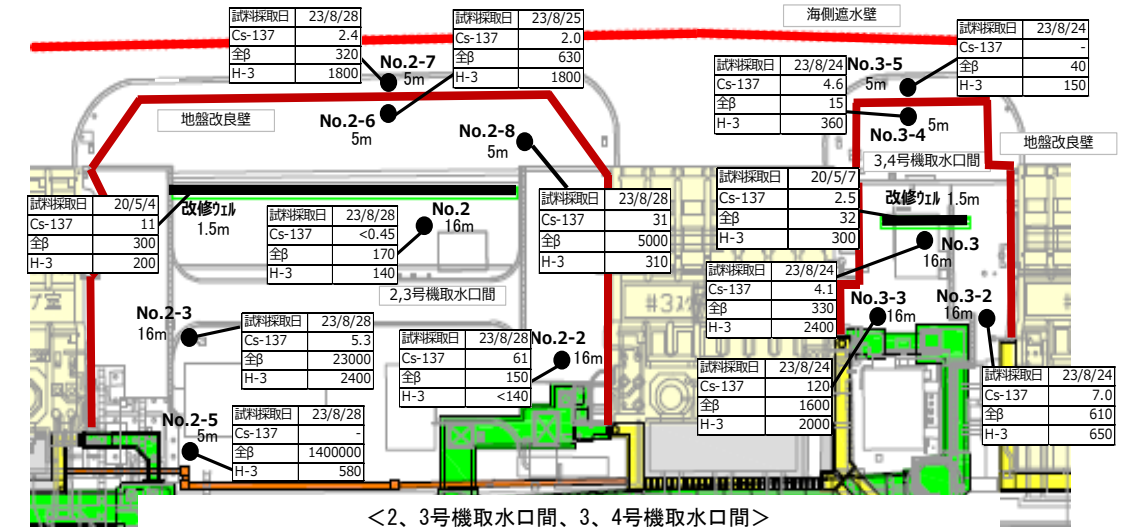 海側遮水壁
試料採取日 23/8/28
Cs-137 2.4
全β 320
H-3 1800
No.2-7
5m
試料採取日 23/8/25
Cs-137 2.0
全β 630
H-3 1800
No.2-6
5m
試料採取日 23/8/24
Cs-137 4.6
全β 15
H-3 360
No.3-5
5m
試料採取日 23/8/24
Cs-137 -
全β 40
H-3 150
No.3-4
5m
地盤改良壁
No.2-8
5m
地盤改良壁
3,4号機取水口間
試料採取日 20/5/4
Cs-137 11
全β 300
H-3 200
改修ウェル
1.5m
試料採取日 23/8/28
Cs-137 <0.45
全β 170
H-3 140
No.2
16m
試料採取日 23/8/28
Cs-137 31
全β 5000
H-3 310
試料採取日 20/5/7
Cs-137 2.5
全β 32
H-3 300
改修ウェル 1.5m
No.3
16m
2,3号機取水口間
試料採取日 23/8/24
Cs-137 4.1
全β 330
H-3 2400
No.2-3
16m
試料採取日 23/8/28
Cs-137 5.3
全β 23000
H-3 2400
試料採取日 23/8/28
Cs-137 61
全β 150
H-3 <140
No.2-2
16m
No.3-3
16m
No.3-2
16m
試料採取日 23/8/24
Cs-137 120
全β 1600
H-3 2000
試料採取日 23/8/24
Cs-137 7.0
全β 610
H-3 650
No.2-5
5m
試料採取日 23/8/28
Cs-137 -
全β 1400000
H-3 580
<2、3号機取水口間、3、4号機取水口間>